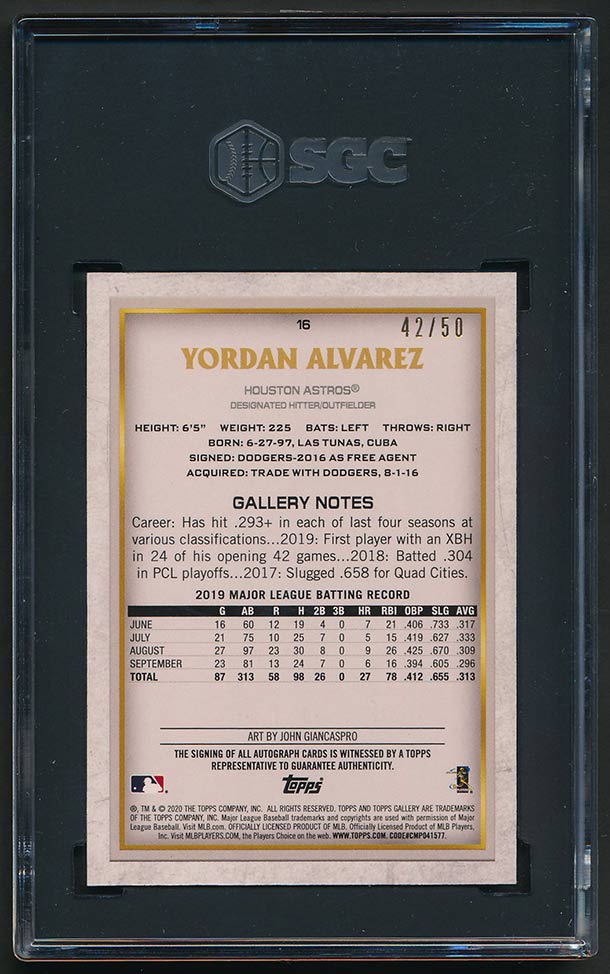 SGC
16
42/50
YORDAN ALVAREZ
HOUSTON ASTROS®
DESIGNATED HITTER/OUTFIELDER
HEIGHT: 6'5" WEIGHT: 225 BATS: LEFT THROWS: RIGHT
BORN: 6-27-97, LAS TUNAS, CUBA
SIGNED: DODGERS-2016 AS FREE AGENT
ACQUIRED: TRADE WITH DODGERS, 8-1-16
GALLERY NOTES
Career: Has hit .293+ in each of last four seasons at
various classifications...2019: First player with an XBH
in 24 of his opening 42 games...2018: Batted .304
in PCL playoffs...2017: Slugged .658 for Quad Cities.
2019 MAJOR LEAGUE BATTING RECORD
G AB R H 2B 3B HR RBI OBP SLG AVG
JUNE 16 60 12 19 4 0 7 21 .406 .733 .317
JULY 21 75 10 25 7 0 5 15 .419 .627 .333
AUGUST 27 97 23 30 8 0 9 26 .425 .670 .309
SEPTEMBER 23 81 13 24 7 0 6 16 .394 .605 .296
TOTAL 87 313 58 98 26 0 27 78 .412 .655 .313
ART BY JOHN GIANCASPRO
THE SIGNING OF ALL AUTOGRAPH CARDS IS WITNESSED BY A TOPPS
REPRESENTATIVE TO GUARANTEE AUTHENTICITY.
Topps
®, TM & © 2020 THE TOPPS COMPANY, INC. ALL RIGHTS RESERVED. TOPPS AND TOPPS GALLERY ARE TRADEMARKS
OF THE TOPPS COMPANY, INC. Major League Baseball trademarks and copyrights are used with permission of Major
League Baseball. Visit MLB.com. OFFICIALLY LICENSED PRODUCT OF MLB. Officially Licensed Product of MLB Players,
Inc. Visit MLBPLAYERS.COM, the Players Choice on the web. WWW.TOPPS.COM. CODE#CMP041577.